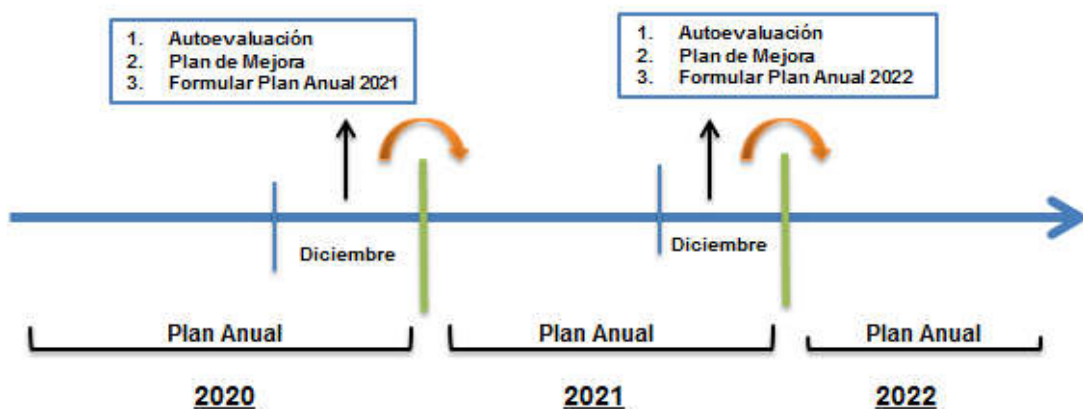 1. Autoevaluación
2. Plan de Mejora
3. Formular Plan Anual 2021
1. Autoevaluación
2. Plan de Mejora
3. Formular Plan Anual 2022
Diciembre
Diciembre
Plan Anual
Plan Anual
Plan Anual
2020
2021
2022